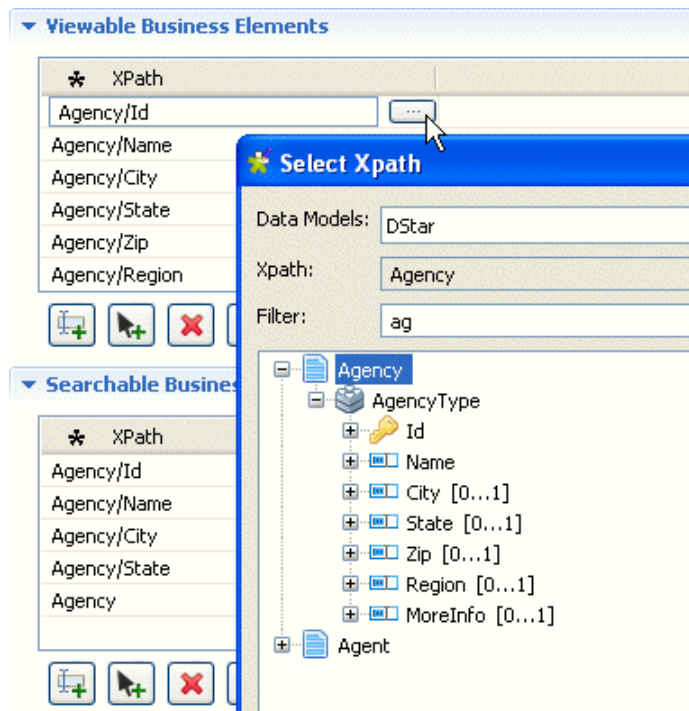 Viewable Business Elements
XPath
Agency/Id
...
Agency/Name
Agency/City
Agency/State
Agency/Zip
Agency/Region
Select Xpath
Data Models:
DStar
Xpath:
Agency
Filter:
ag
Agency
AgencyType
Id
Name
City [0...1]
State [0...1]
Zip [0...1]
Region [0...1]
MoreInfo [0...1]
Agent
Searchable Busines
XPath
Agency/Id
Agency/Name
Agency/City
Agency/State
Agency